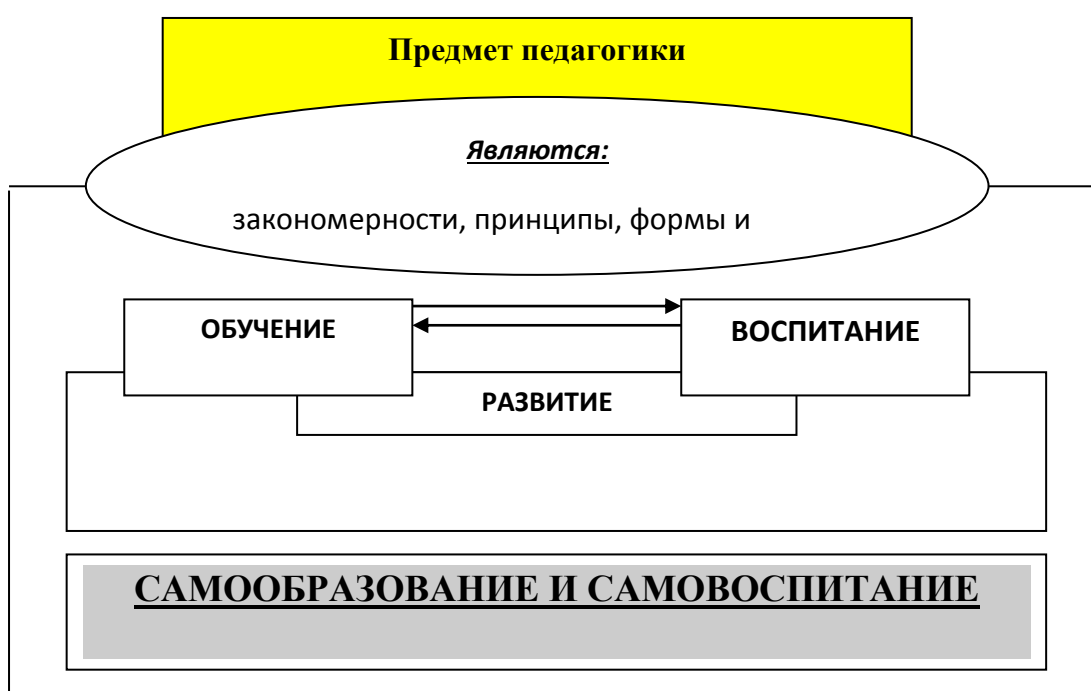 Предмет педагогики
Являются:
закономерности, принципы, формы и
ОБУЧЕНИЕ
ВОСПИТАНИЕ
РАЗВИТИЕ
САМООБРАЗОВАНИЕ И САМОВОСПИТАНИЕ